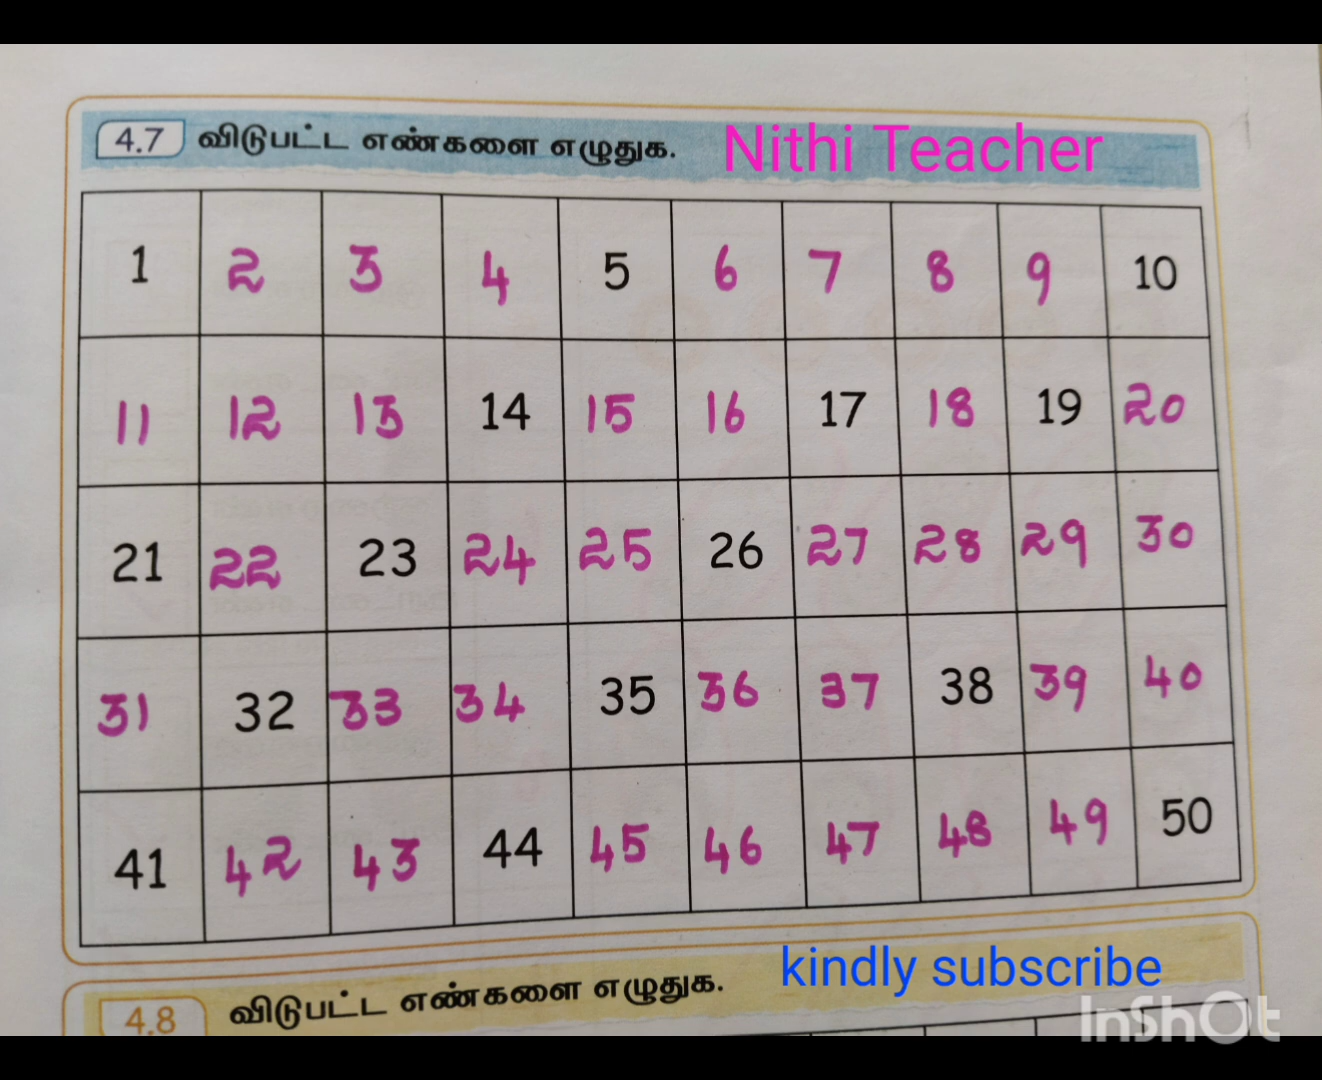 4.7 விடுபட்ட எண்களை எழுதுக. Nithi Teacher
1 2 3 4 5 6 7 8 9 10
11 12 13 14 15 16 17 18 19 20
21 22 23 24 25 26 27 28 29 30
31 32 33 34 35 36 37 38 39 40
41 42 43 44 45 46 47 48 49 50
kindly subscribe
4.8 விடுபட்ட எண்களை எழுதுக.
InShOt